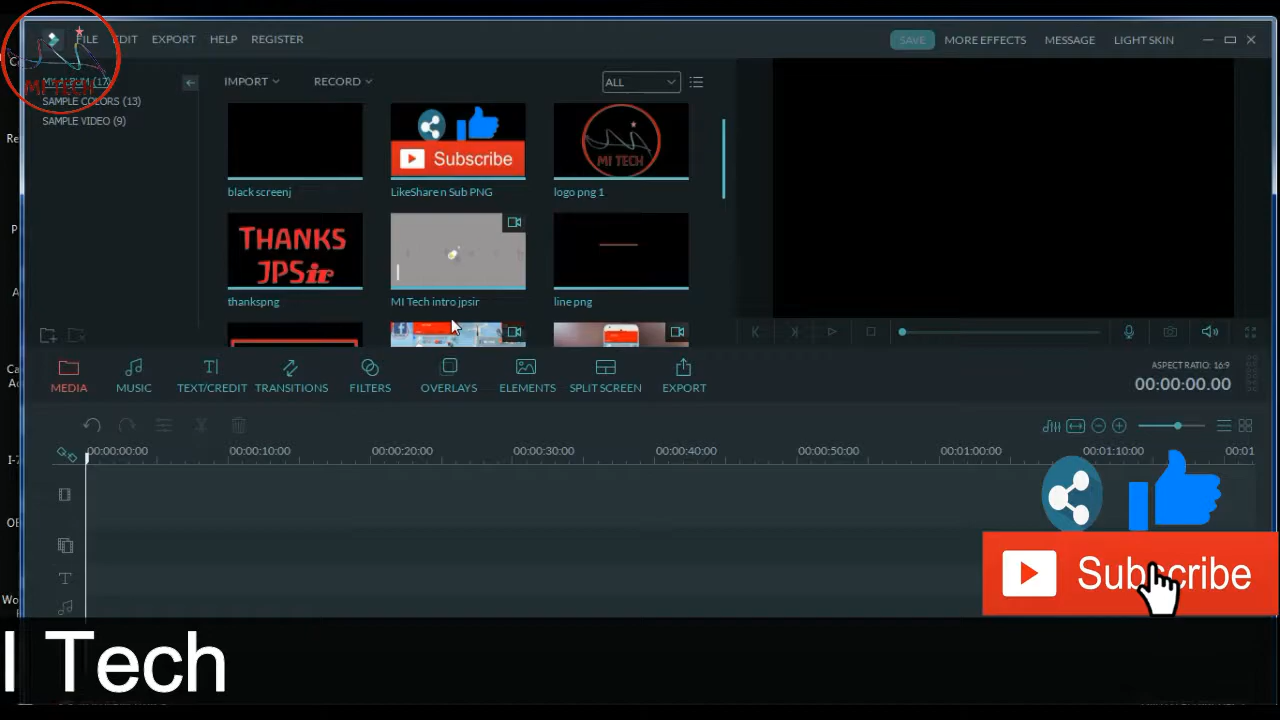 FILE EDIT EXPORT HELP REGISTER SAVE MORE EFFECTS MESSAGE LIGHT SKIN
MI TECH
SAMPLE COLORS (13)
SAMPLE VIDEO (9)
IMPORT RECORD ALL
Subscribe
MI TECH
black screenj LikeShare n Sub PNG logo png 1
THANKS
JPSir
thankspng MI Tech intro jpsir line png
MEDIA MUSIC TEXT/CREDIT TRANSITIONS FILTERS OVERLAYS ELEMENTS SPLIT SCREEN EXPORT
ASPECT RATIO: 16:9
00:00:00.00
00:00:00:00 00:00:10:00 00:00:20:00 00:00:30:00 00:00:40:00 00:00:50:00 00:01:00:00 00:01:10:00 00:01
Subscribe
I Tech